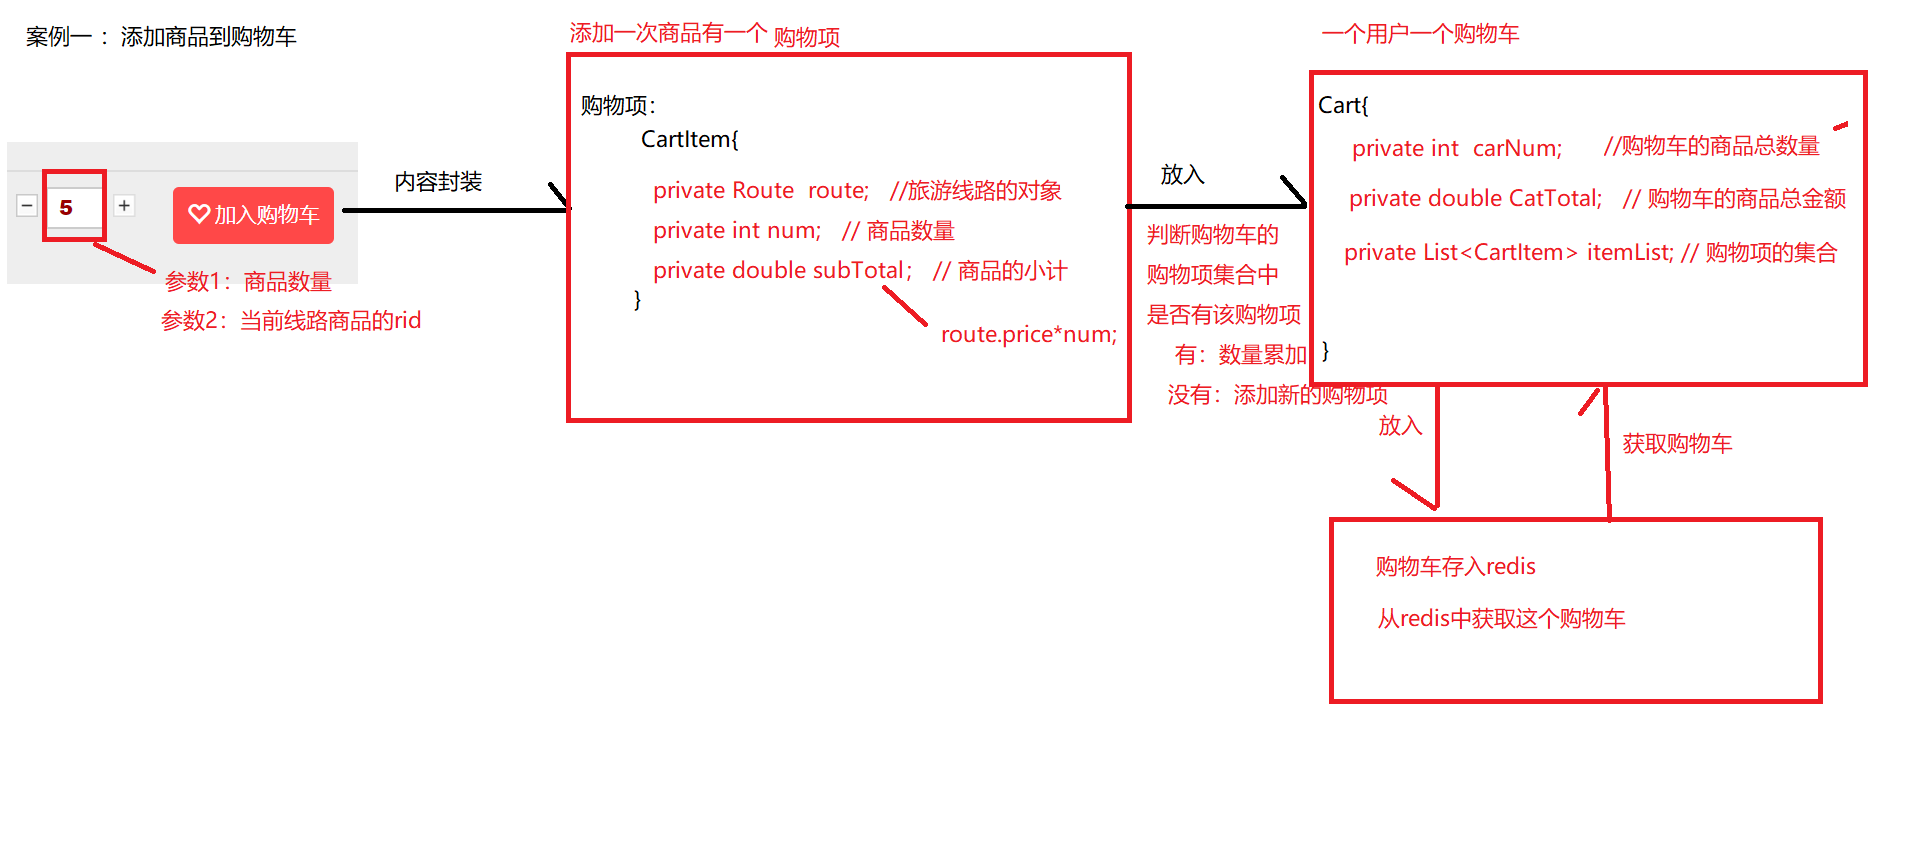 案例一 ：添加商品到购物车
5
加入购物车
参数1：商品数量
参数2：当前线路商品的rid
内容封装
添加一次商品有一个 购物项
购物项：
CartItem{
private Route route; //旅游线路的对象
private int num; // 商品数量
private double subTotal； // 商品的小计
}
route.price*num;
放入
判断购物车的
购物项集合中
是否有该购物项
有：数量累加
没有：添加新的购物项
一个用户一个购物车
Cart{
private int carNum; //购物车的商品总数量
private double CatTotal; // 购物车的商品总金额
private List<CartItem> itemList; // 购物项的集合
}
放入
获取购物车
购物车存入redis
从redis中获取这个购物车